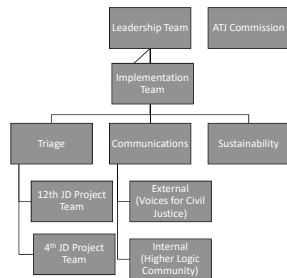 Leadership Team
ATJ Commission
Implementation
Team
Triage
Communications
Sustainability
12th JD Project
Team
External
(Voices for Civil
Justice)
4th JD Project
Team
Internal
(Higher Logic
Community)